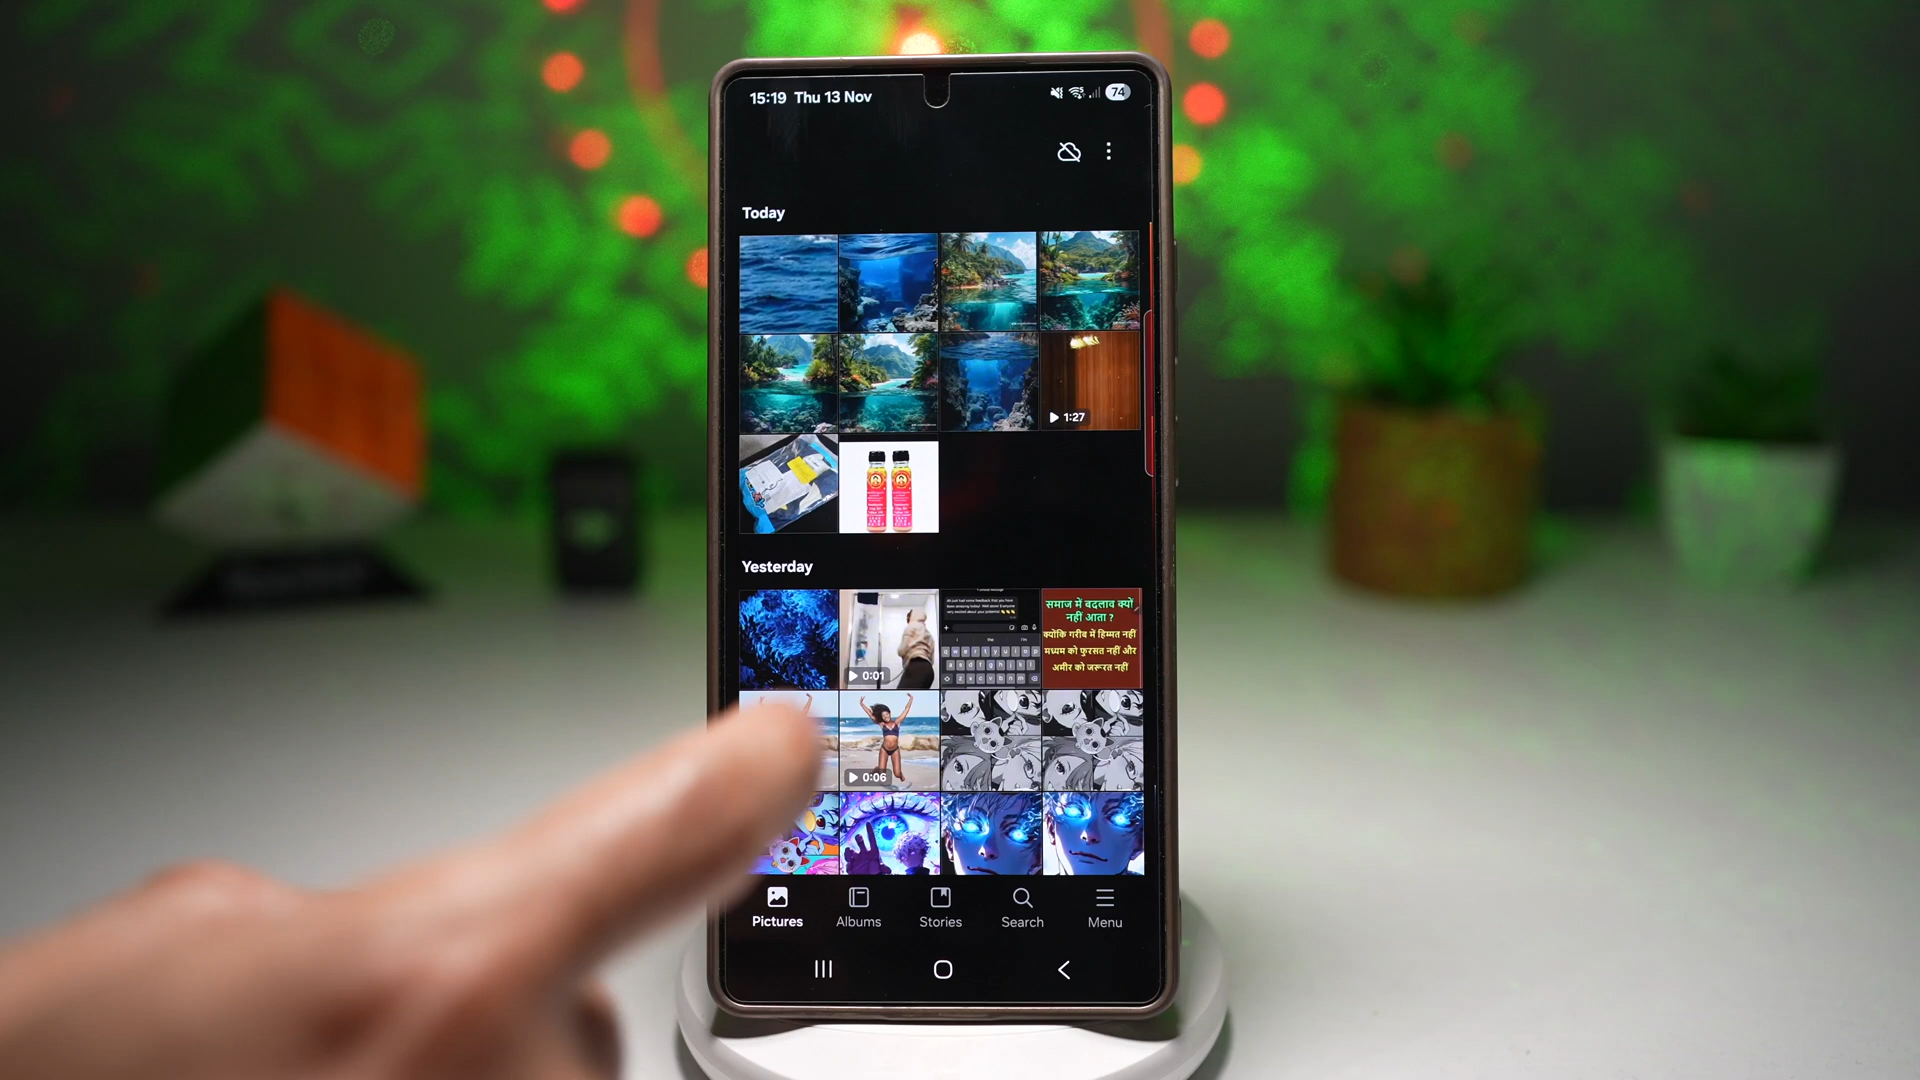 15:19 Thu 13 Nov
74
Today
1:27
Yesterday
समाज में बदलाव क्यों
नहीं आता ?
क्योंकि गरीब में हिम्मत नहीं
मध्यम को फुरसत नहीं और
अमीर को जरूरत नहीं
0:01
q w e r t y u i o p
a s d f g h j k l
z x c v b n m
0:06
Pictures Albums Stories Search Menu